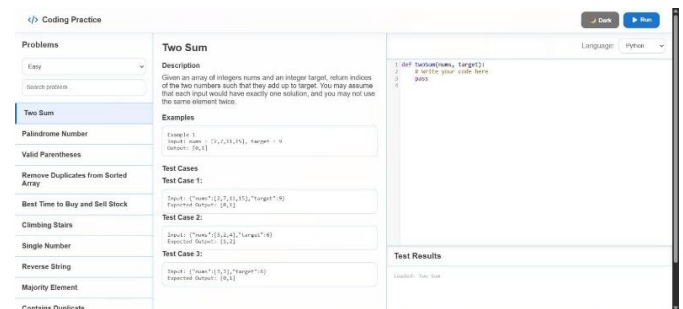 </> Coding Practice
Dark
Run
Problems
Easy
Search problem
Two Sum
Palindrome Number
Valid Parentheses
Remove Duplicates from Sorted
Array
Best Time to Buy and Sell Stock
Climbing Stairs
Single Number
Reverse String
Majority Element
Contains Duplicate
Two Sum
Description
Given an array of integers nums and an integer target, return indices
of the two numbers such that they add up to target. You may assume
that each input would have exactly one solution, and you may not use
the same element twice.
Examples
Example 1
Input: nums = [2,7,11,15], target = 9
Output: [0,1]
Test Cases
Test Case 1:
Input: {"nums":[2,7,11,15],"target":9}
Expected Output: [0,1]
Test Case 2:
Input: {"nums":[3,2,4],"target":6}
Expected Output: [1,2]
Test Case 3:
Input: {"nums":[3,3],"target":6}
Expected Output: [0,1]
Language: Python
1 def twoSum(nums, target):
2 # Write your code here
3 pass
4
Test Results
Loaded: Two Sum